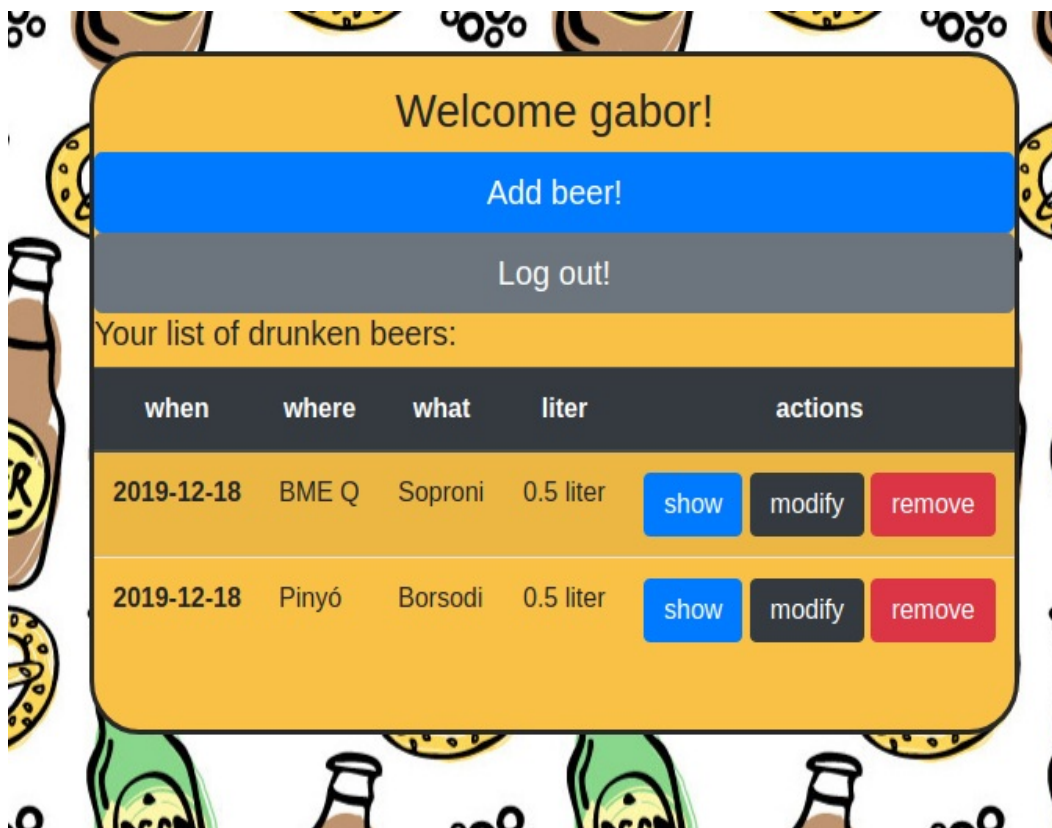 Welcome gabor!
Add beer!
Log out!
Your list of drunken beers:
when where what liter actions
2019-12-18 BME Q Soproni 0.5 liter show modify remove
2019-12-18 Pinyó Borsodi 0.5 liter show modify remove